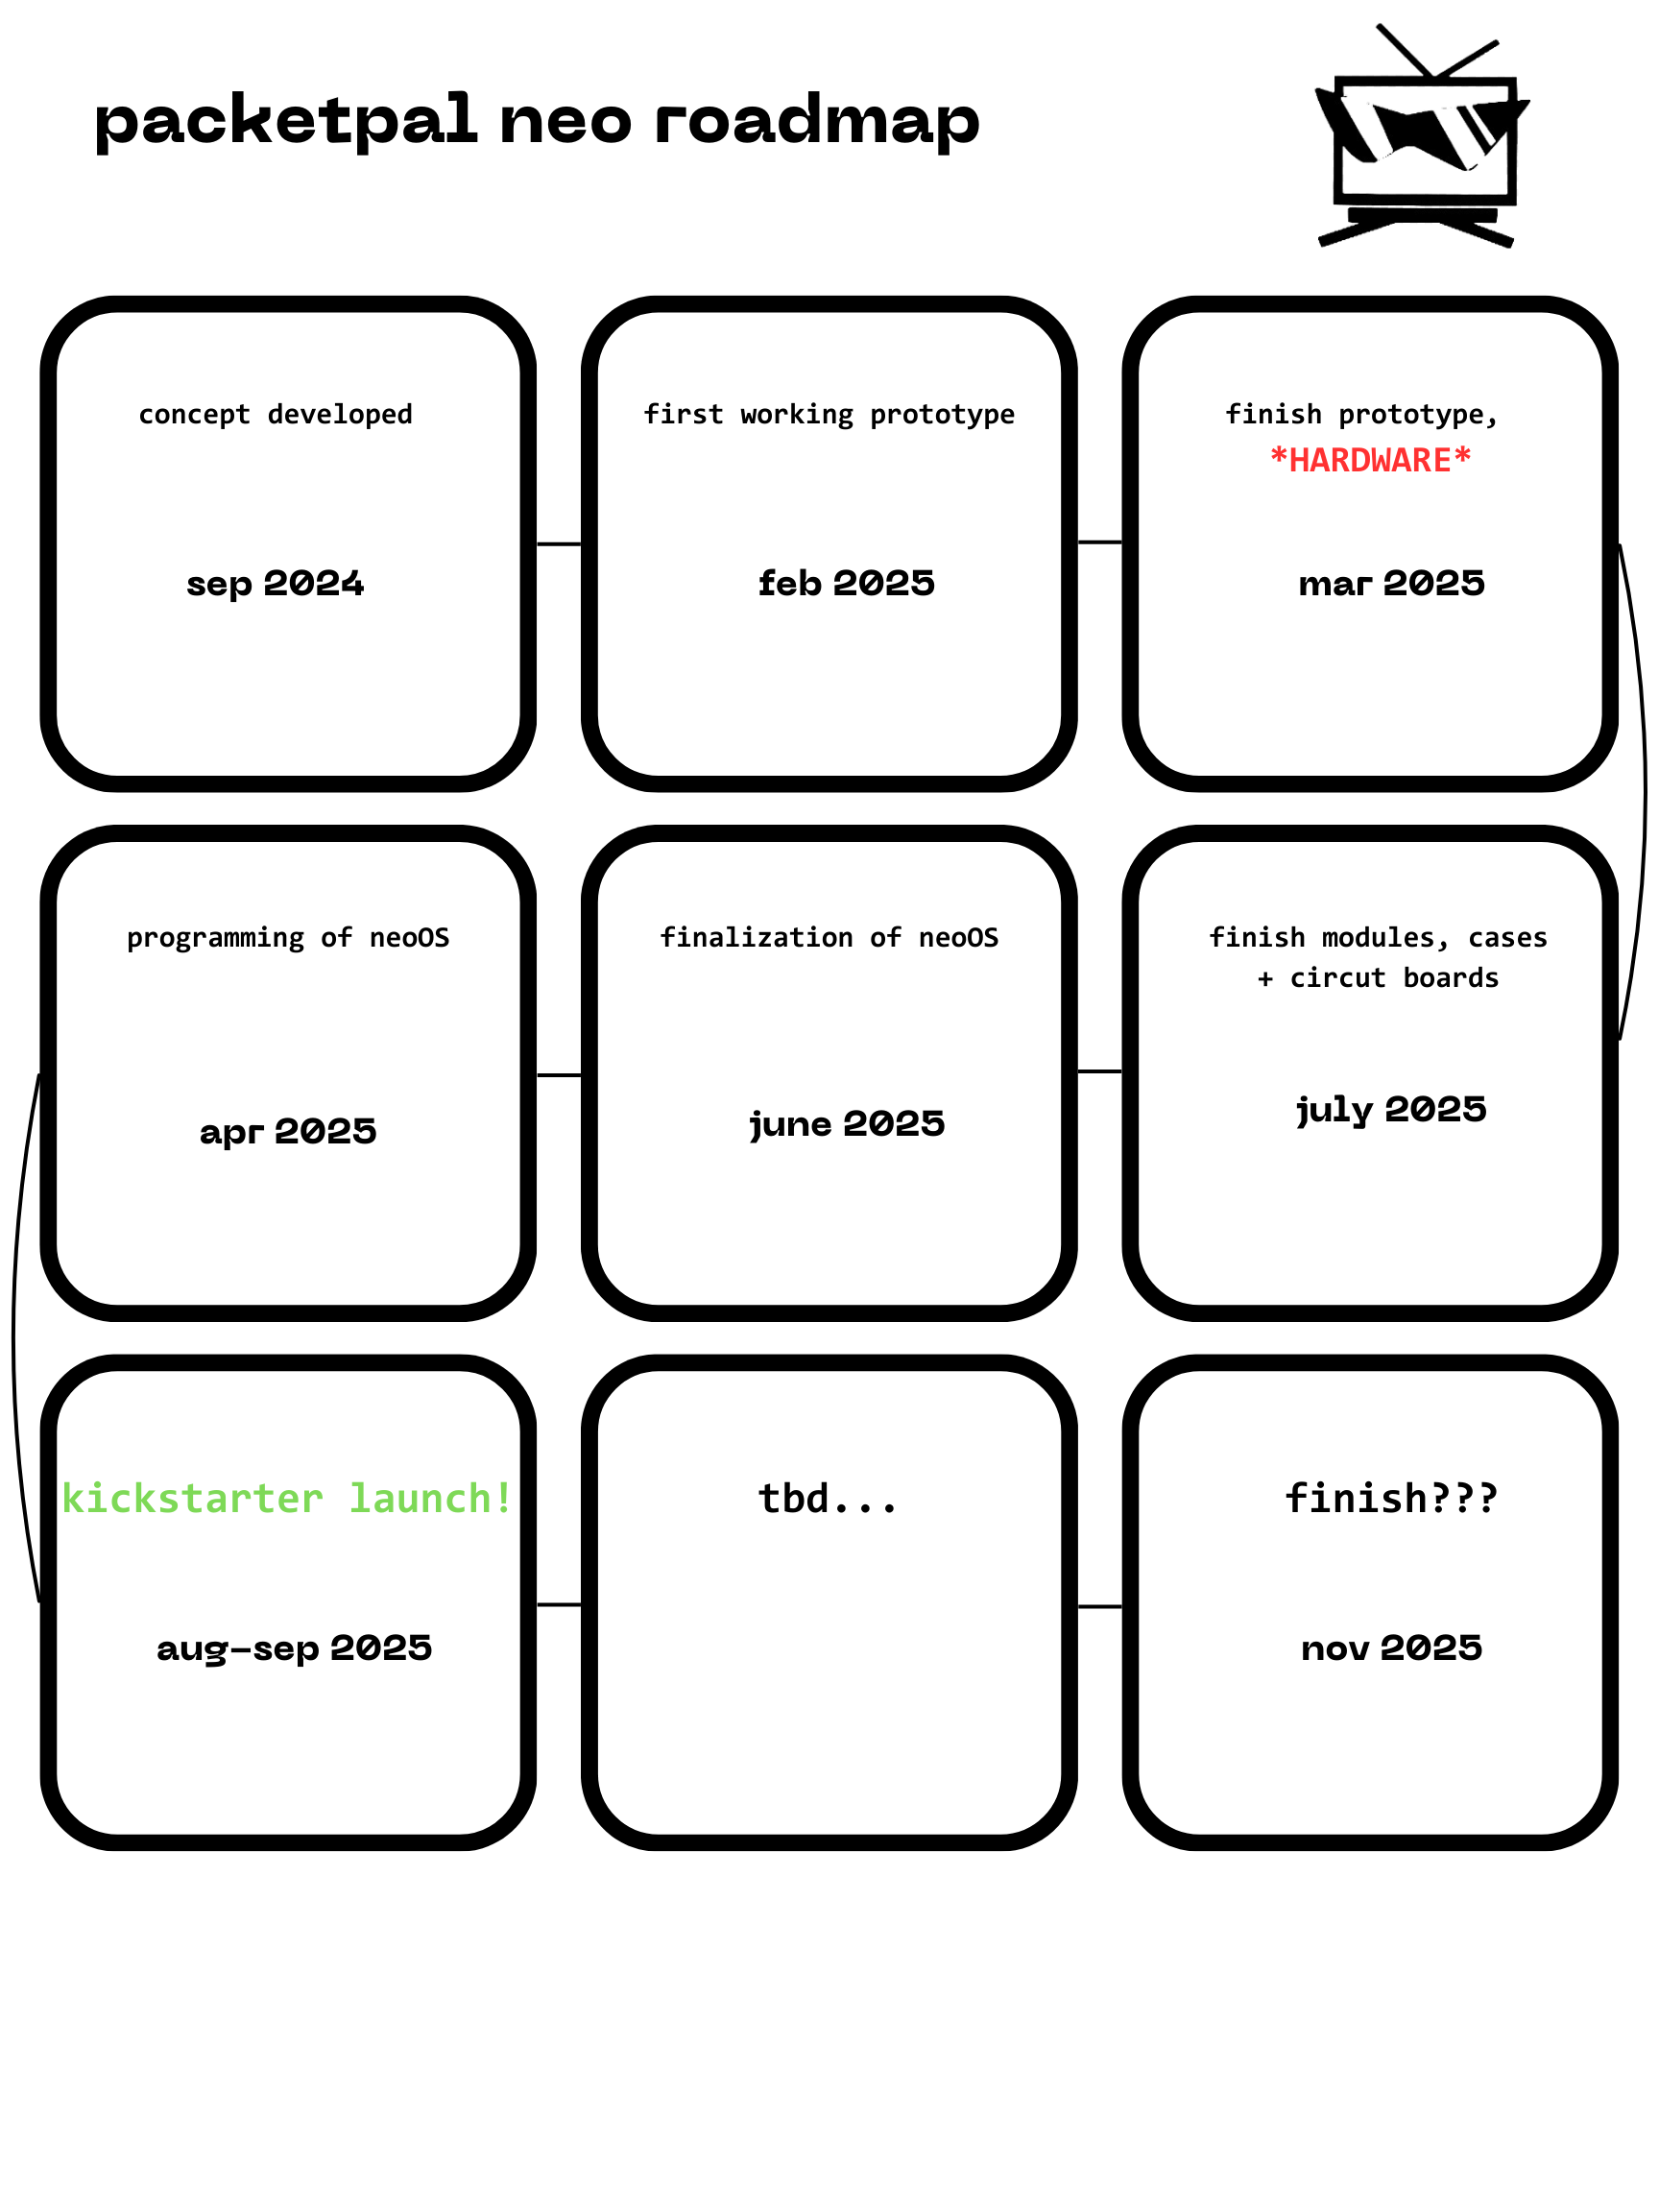 packetpal neo roadmap
concept developed
sep 2024
first working prototype
feb 2025
finish prototype,
*HARDWARE*
mar 2025
programming of neoOS
apr 2025
finalization of neoOS
june 2025
finish modules, cases
+ circut boards
july 2025
kickstarter launch!
aug-sep 2025
tbd...
finish???
nov 2025